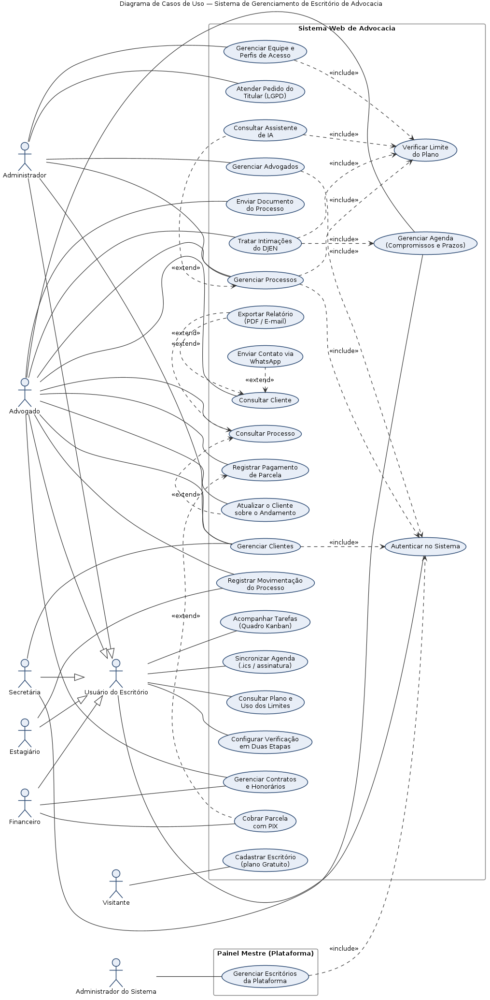 Diagrama de Casos de Uso — Sistema de Gerenciamento de Escritório de Advocacia
Sistema Web de Advocacia
Gerenciar Equipe e
Perfis de Acesso
«include»
Atender Pedido do
Titular (LGPD)
Consultar Assistente
de IA
«include»
Verificar Limite
do Plano
Administrador
Gerenciar Advogados
«include»
Enviar Documento
do Processo
«include»
Tratar Intimações
do DJEN
«include»
Gerenciar Agenda
(Compromissos e Prazos)
«include»
«extend»
Gerenciar Processos
Exportar Relatório
(PDF / E-mail)
«extend»
«extend»
«include»
Enviar Contato via
WhatsApp
«extend»
Consultar Cliente
Advogado
Consultar Processo
Registrar Pagamento
de Parcela
«extend»
Atualizar o Cliente
sobre o Andamento
Gerenciar Clientes
«include»
Autenticar no Sistema
Registrar Movimentação
do Processo
«extend»
Acompanhar Tarefas
(Quadro Kanban)
Sincronizar Agenda
(.ics / assinatura)
Secretária
Usuário do Escritório
Consultar Plano e
Uso dos Limites
Configurar Verificação
em Duas Etapas
Estagiário
Gerenciar Contratos
e Honorários
Financeiro
Cobrar Parcela
com PIX
Cadastrar Escritório
(plano Gratuito)
Visitante
«include»
Painel Mestre (Plataforma)
Gerenciar Escritórios
da Plataforma
Administrador do Sistema